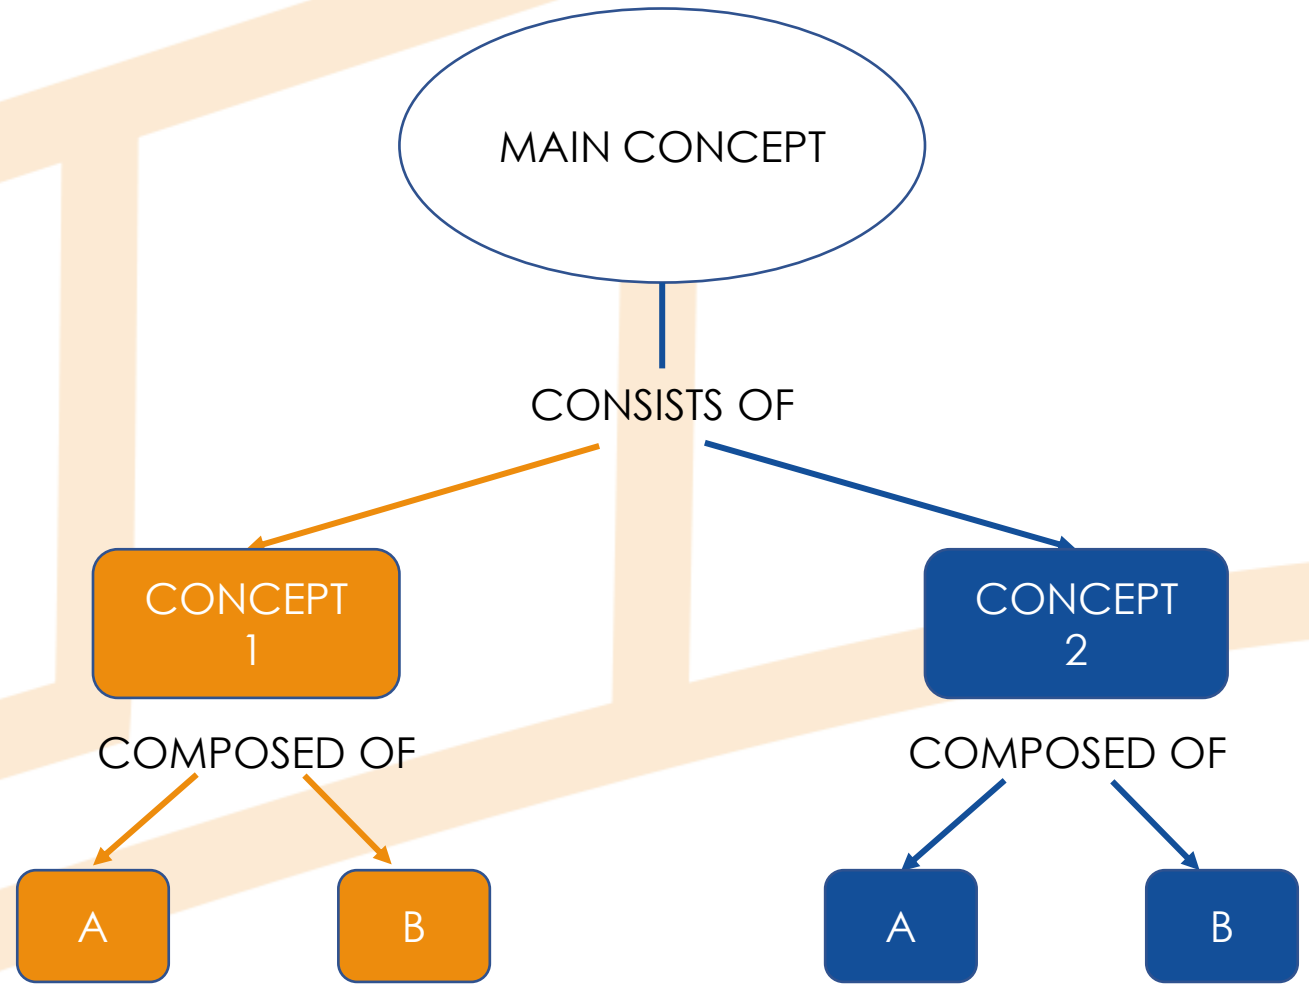 MAIN CONCEPT
CONSISTS OF
CONCEPT
1
CONCEPT
2
COMPOSED OF
COMPOSED OF
A
B
A
B